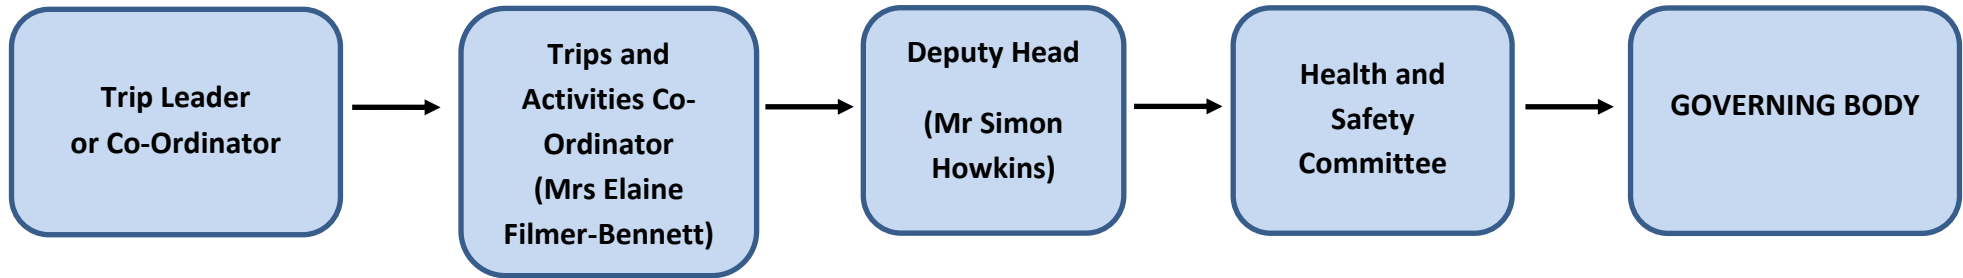 Trip Leader
or Co-Ordinator
Trips and
Activities Co-
Ordinator
(Mrs Elaine
Filmer-Bennett)
Deputy Head
(Mr Simon
Howkins)
Health and
Safety
Committee
GOVERNING BODY